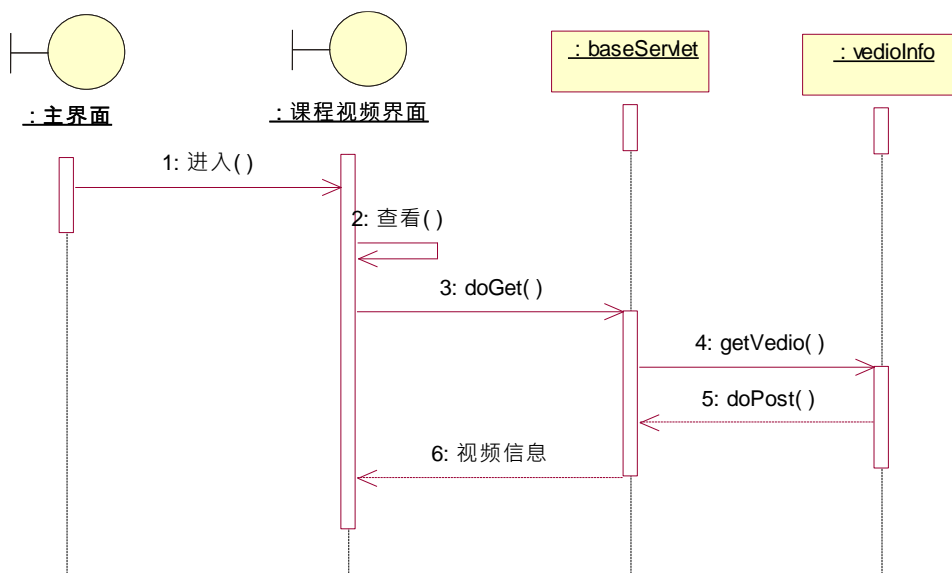 : 主界面
: 课程视频界面
: baseServlet
: vedioInfo
1: 进入( )
2: 查看( )
3: doGet( )
4: getVedio( )
5: doPost( )
6: 视频信息